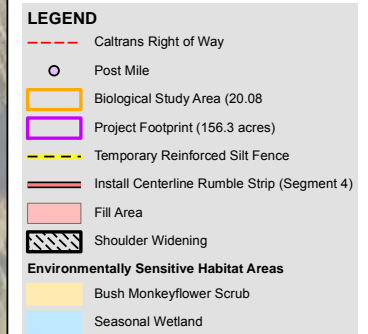 LEGEND
Caltrans Right of Way
Post Mile
Biological Study Area (20.08
Project Footprint (156.3 acres)
Temporary Reinforced Silt Fence
Install Centerline Rumble Strip (Segment 4)
Fill Area
Shoulder Widening
Environmentally Sensitive Habitat Areas
Bush Monkeyflower Scrub
Seasonal Wetland